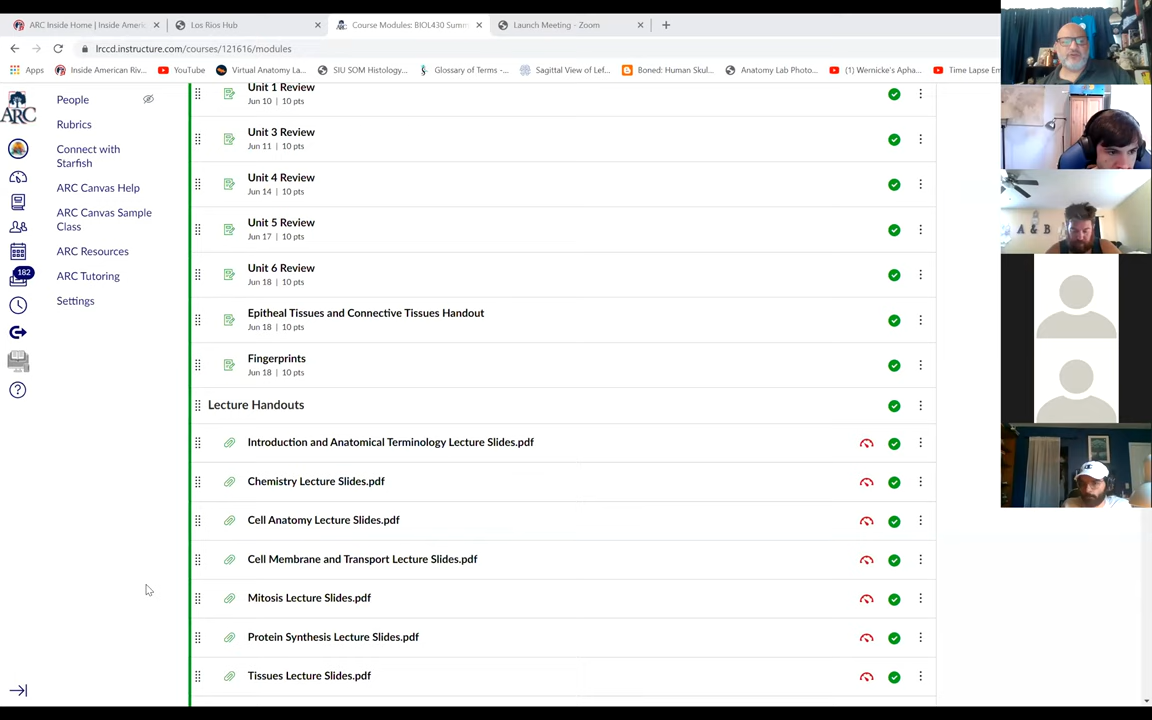 ARC Inside Home | Inside Ameri
Los Rios Hub
Course Modules: BIOL430 Summ
Launch Meeting - Zoom
lrccd.instructure.com/courses/121616/modules
Apps
Inside American Riv...
YouTube
Virtual Anatomy La...
SIU SOM Histology...
Glossary of Terms -...
Sagittal View of Lef...
Boned: Human Skul...
Anatomy Lab Photo...
(1) Wernicke's Apha...
Time Lapse Em
ARC
People
Rubrics
Connect with
Starfish
ARC Canvas Help
ARC Canvas Sample
Class
ARC Resources
182
ARC Tutoring
Settings
Unit 1 Review
Jun 10 | 10 pts
Unit 3 Review
Jun 11 | 10 pts
Unit 4 Review
Jun 14 | 10 pts
Unit 5 Review
Jun 17 | 10 pts
Unit 6 Review
Jun 18 | 10 pts
Epitheal Tissues and Connective Tissues Handout
Jun 18 | 10 pts
Fingerprints
Jun 18 | 10 pts
Lecture Handouts
Introduction and Anatomical Terminology Lecture Slides.pdf
Chemistry Lecture Slides.pdf
Cell Anatomy Lecture Slides.pdf
Cell Membrane and Transport Lecture Slides.pdf
Mitosis Lecture Slides.pdf
Protein Synthesis Lecture Slides.pdf
Tissues Lecture Slides.pdf
A & B